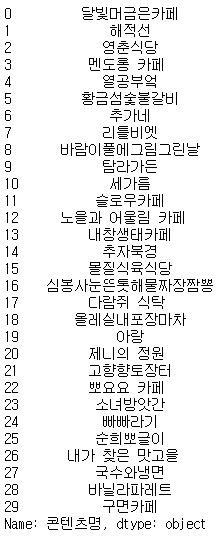 0 달빛머금은카페
1 해적선
2 영춘식당
3 멘도롱 카페
4 열공부엌
5 황금섬숯불갈비
6 추가네
7 리틀비엣
8 바람이풀에그림그린날
9 탐라가든
10 세가름
11 슬로우카페
12 노을과 어울림 카페
13 내창생태카페
14 추자북경
15 물질식육식당
16 심봉사눈뜬톳해물짜장짬뽕
17 다람쥐 식탁
18 올레실내포장마차
19 아랑
20 제니의 정원
21 고향향토장터
22 뽀요요 카페
23 소녀방앗간
24 빠빠라기
25 순희뽀글이
26 내가 찾은 맛고을
27 국수와냉면
28 바닐라파레트
29 구면카페
Name: 콘텐츠명, dtype: object